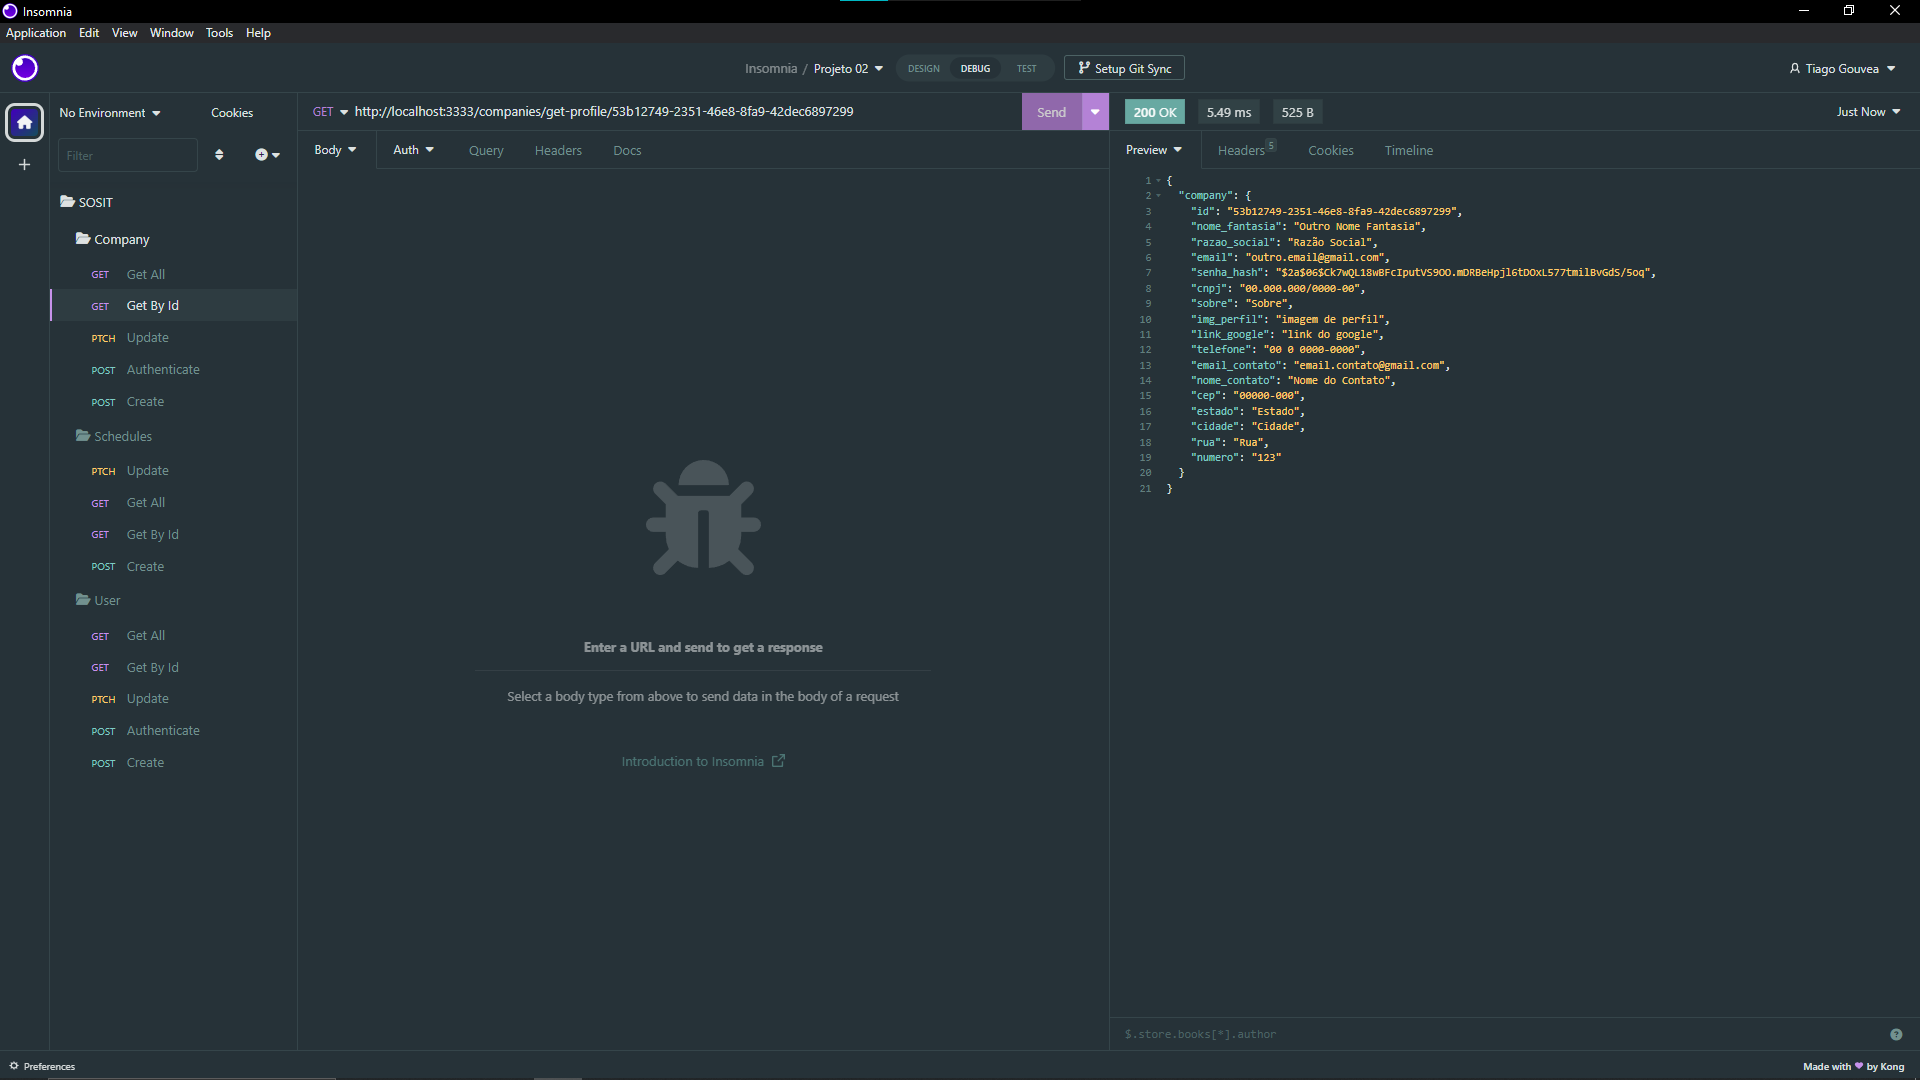 Insomnia
Application Edit View Window Tools Help
Insomnia / Projeto 02 DESIGN DEBUG TEST Setup Git Sync Tiago Gouvea
No Environment Cookies
Filter
SOSIT
Company
GET Get All
GET Get By Id
PTCH Update
POST Authenticate
POST Create
Schedules
PTCH Update
GET Get All
GET Get By Id
POST Create
User
GET Get All
GET Get By Id
PTCH Update
POST Authenticate
POST Create
GET http://localhost:3333/companies/get-profile/53b12749-2351-46e8-8fa9-42dec6897299 Send
Body Auth Query Headers Docs
Enter a URL and send to get a response
Select a body type from above to send data in the body of a request
Introduction to Insomnia
200 OK 5.49 ms 525 B Just Now
Preview Headers 5 Cookies Timeline
1 {
2 "company": {
3 "id": "53b12749-2351-46e8-8fa9-42dec6897299",
4 "nome_fantasia": "Outro Nome Fantasia",
5 "razao_social": "Razão Social",
6 "email": "outro.email@gmail.com",
7 "senha_hash": "$2a$06$Ck7wQL18wBFcIputVS9OO.mDRBeHpjl6tDOxL577tmilBvGdS/5oq",
8 "cnpj": "00.000.000/0000-00",
9 "sobre": "Sobre",
10 "img_perfil": "imagem de perfil",
11 "link_google": "link do google",
12 "telefone": "00 0 0000-0000",
13 "email_contato": "email.contato@gmail.com",
14 "nome_contato": "Nome do Contato",
15 "cep": "00000-000",
16 "estado": "Estado",
17 "cidade": "Cidade",
18 "rua": "Rua",
19 "numero": "123"
20 }
21 }
$.store.books[*].author
Preferences
Made with ❤ by Kong